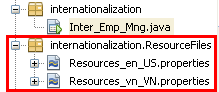 internationalization
Inter_Emp_Mng.java
internationalization.ResourceFiles
Resources_en_US.properties
Resources_vn_VN.properties